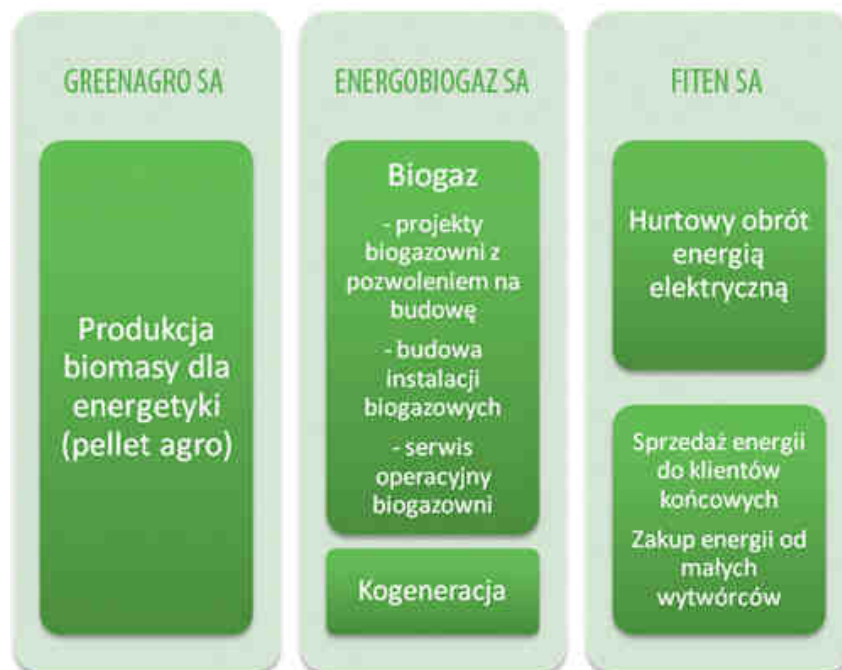 GREENAGRO SA
Produkcja
biomasy dla
energetyki
(pellet agro)
ENERGOBIOGAZ SA
Biogaz
- projekty
biogazowni z
pozwoleniem na
budowę
- budowa
instalacji
biogazowych
- serwis
operacyjny
biogazowni
Kogeneracja
FITEN SA
Hurtowy obrót
energią
elektryczną
Sprzedaż energii
do klientów
końcowych
Zakup energii od
małych
wytwórców